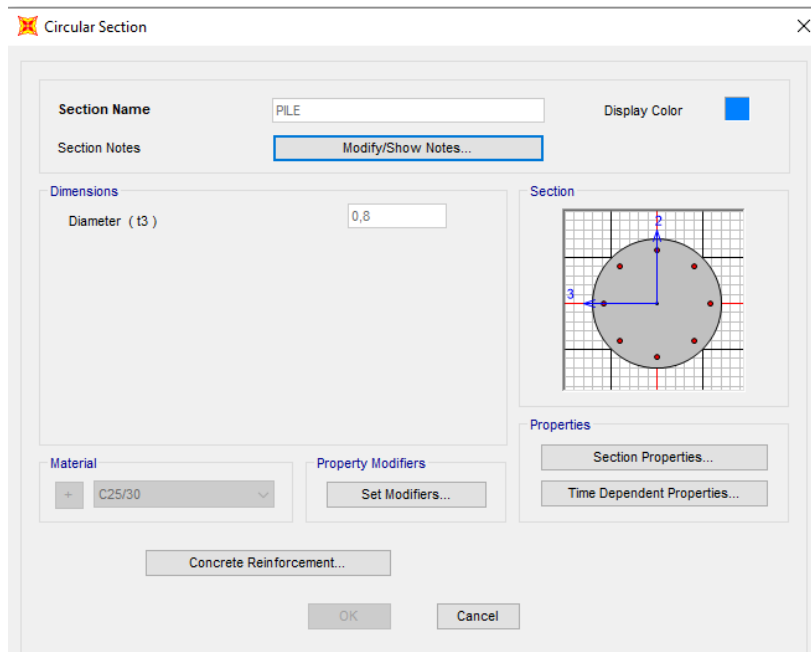 Circular Section
Section Name PILE Display Color
Section Notes Modify/Show Notes...
Dimensions
Diameter ( t3 ) 0,8
Section
2
3
Properties
Section Properties...
Time Dependent Properties...
Material
+ C25/30
Property Modifiers
Set Modifiers...
Concrete Reinforcement...
OK Cancel